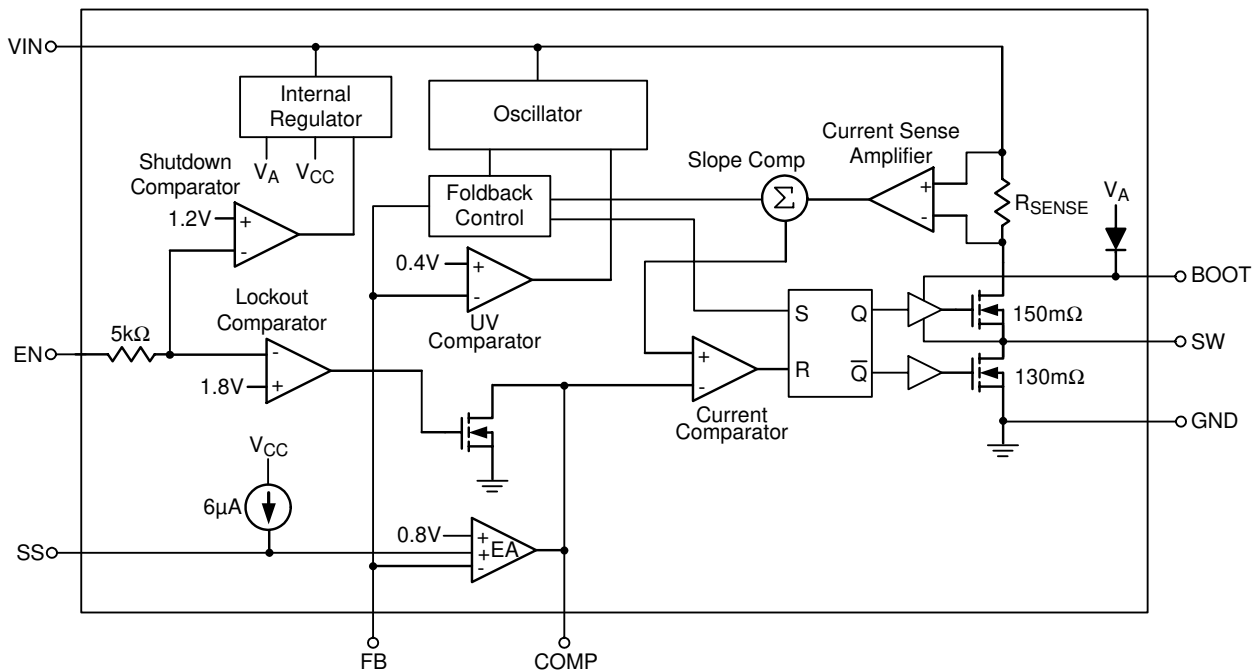 VIN
Internal
Regulator
Oscillator
Current Sense
Amplifier
Shutdown
Comparator
VA
VCC
Slope Comp
Foldback
Control
Σ
+
-
RSENSE
VA
1.2V
+
-
0.4V
+
-
BOOT
Lockout
Comparator
UV
Comparator
S
Q
150mΩ
5kΩ
EN
SW
-
+
1.8V
+
-
R
Q̅
130mΩ
Current
Comparator
GND
VCC
6µA
0.8V
+
+
-
EA
SS
FB
COMP